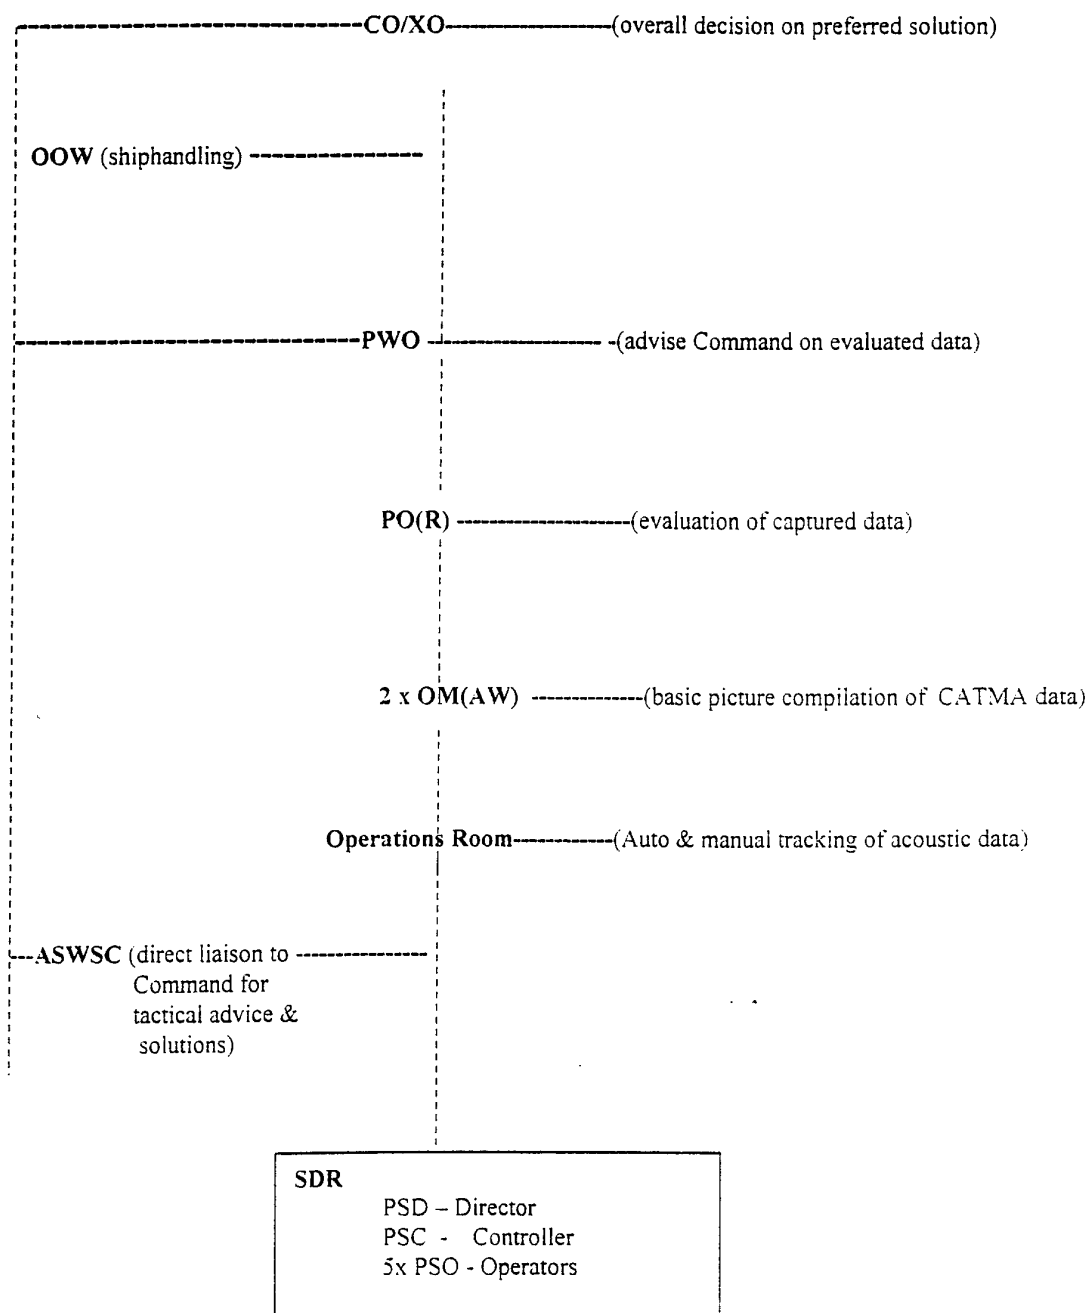 CO/XO (overall decision on preferred solution)
OOW (shiphandling)
PWO (advise Command on evaluated data)
PO(R) (evaluation of captured data)
2 x OM(AW) (basic picture compilation of CATMA data)
Operations Room (Auto & manual tracking of acoustic data)
ASWSC (direct liaison to
Command for
tactical advice &
solutions)
SDR
PSD – Director
PSC - Controller
5x PSO - Operators